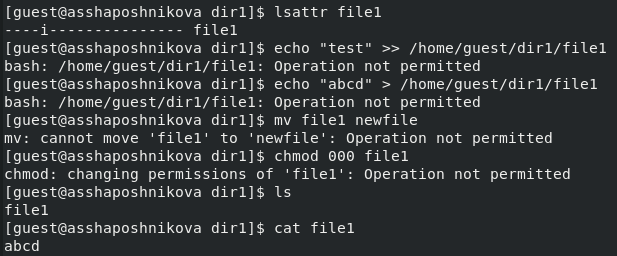 [guest@asshaposhnikova dir1]$ lsattr file1
----i--------------- file1
[guest@asshaposhnikova dir1]$ echo "test" >> /home/guest/dir1/file1
bash: /home/guest/dir1/file1: Operation not permitted
[guest@asshaposhnikova dir1]$ echo "abcd" > /home/guest/dir1/file1
bash: /home/guest/dir1/file1: Operation not permitted
[guest@asshaposhnikova dir1]$ mv file1 newfile
mv: cannot move 'file1' to 'newfile': Operation not permitted
[guest@asshaposhnikova dir1]$ chmod 000 file1
chmod: changing permissions of 'file1': Operation not permitted
[guest@asshaposhnikova dir1]$ ls
file1
[guest@asshaposhnikova dir1]$ cat file1
abcd